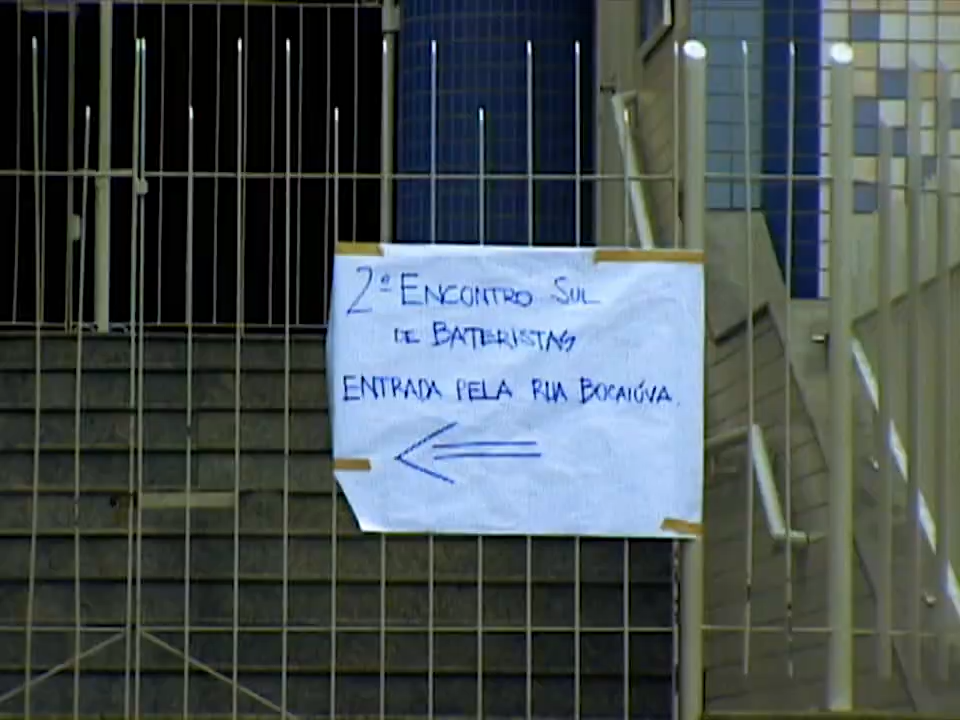 2º ENCONTRO SUL
DE BATERISTAS
ENTRADA PELA RUA BOCAIÚVA.